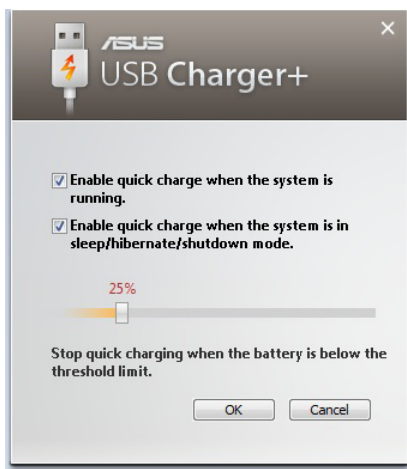 ASUS
USB Charger+
Enable quick charge when the system is
running.
Enable quick charge when the system is in
sleep/hibernate/shutdown mode.
25%
Stop quick charging when the battery is below the
threshold limit.
OK Cancel